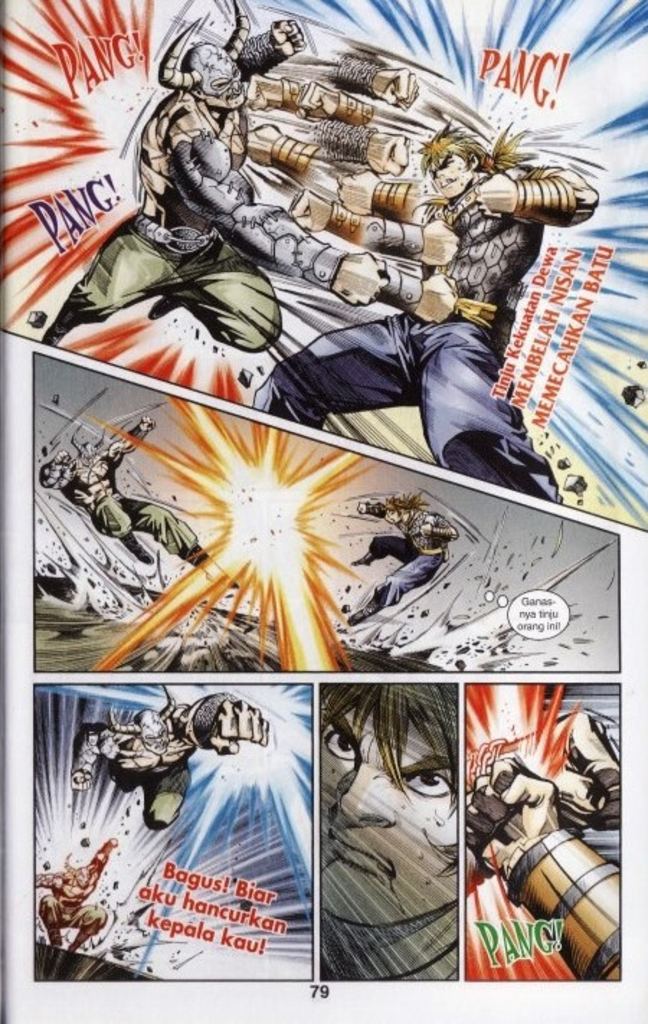 PANG!
PANG!
PANG!
Tinju Kekuatan Dewa
MEMBELAH NISAN
MEMECAHKAN BATU
Ganas-
nya tinju
orang ini!
Bagus! Biar
aku hancurkan
kepala kau!
PANG!
79